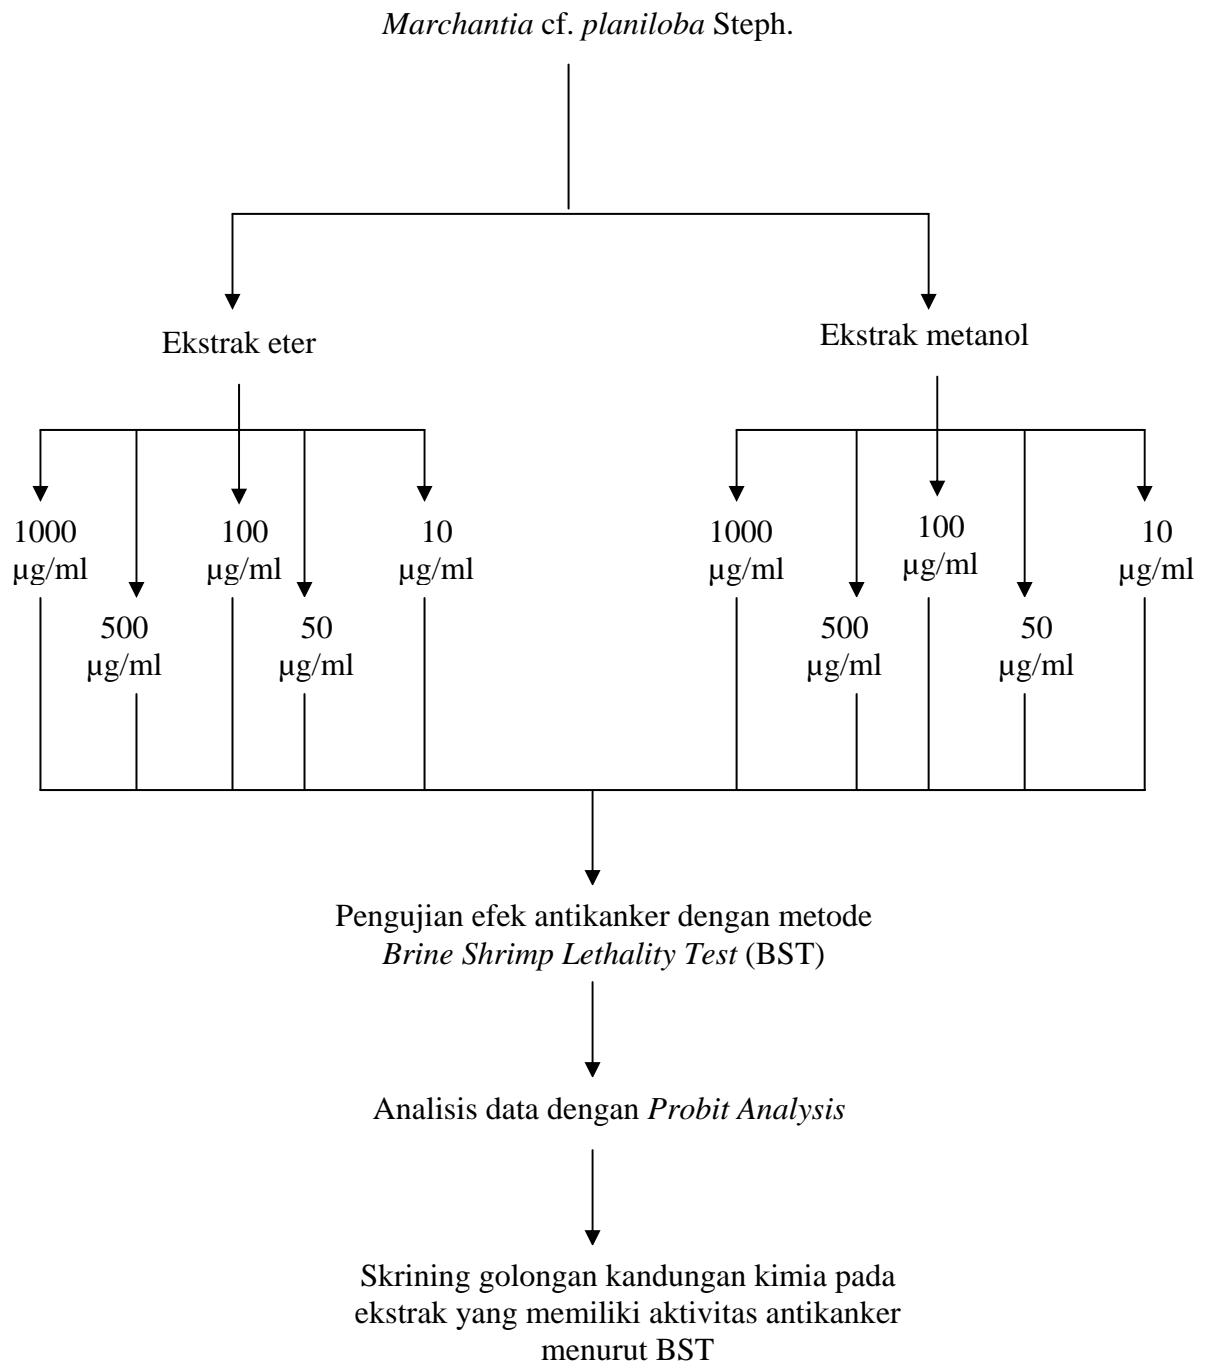 Marchantia cf. planiloba Steph.
Ekstrak eter
Ekstrak metanol
1000
µg/ml
500
µg/ml
100
µg/ml
50
µg/ml
10
µg/ml
1000
µg/ml
500
µg/ml
100
µg/ml
50
µg/ml
10
µg/ml
Pengujian efek antikanker dengan metode
Brine Shrimp Lethality Test (BST)
Analisis data dengan Probit Analysis
Skrining golongan kandungan kimia pada
ekstrak yang memiliki aktivitas antikanker
menurut BST